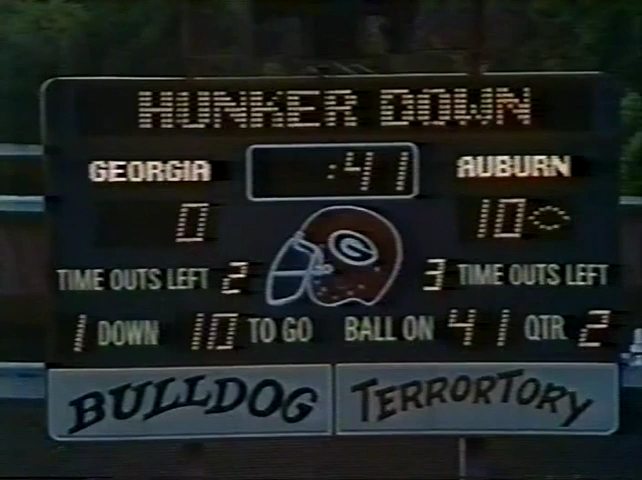 HUNKER DOWN
GEORGIA :41 AUBURN
0 10
TIME OUTS LEFT 2 G 3 TIME OUTS LEFT
1 DOWN 10 TO GO BALL ON 41 QTR 2
BULLDOG TERRORTORY